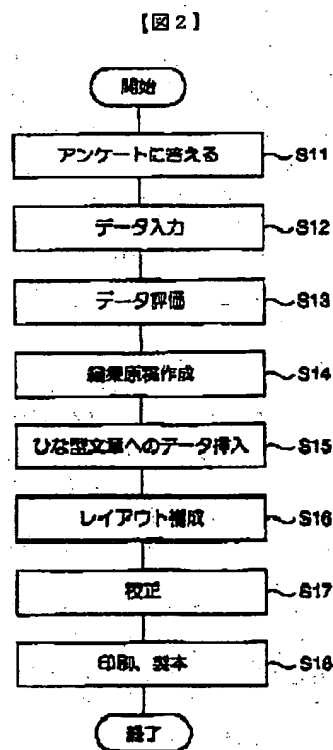 【図2】
開始
アンケートに答える
S11
データ入力
S12
データ評価
S13
編集原稿作成
S14
ひな型文章へのデータ挿入
S15
レイアウト構成
S16
校正
S17
印刷、製本
S18
終了